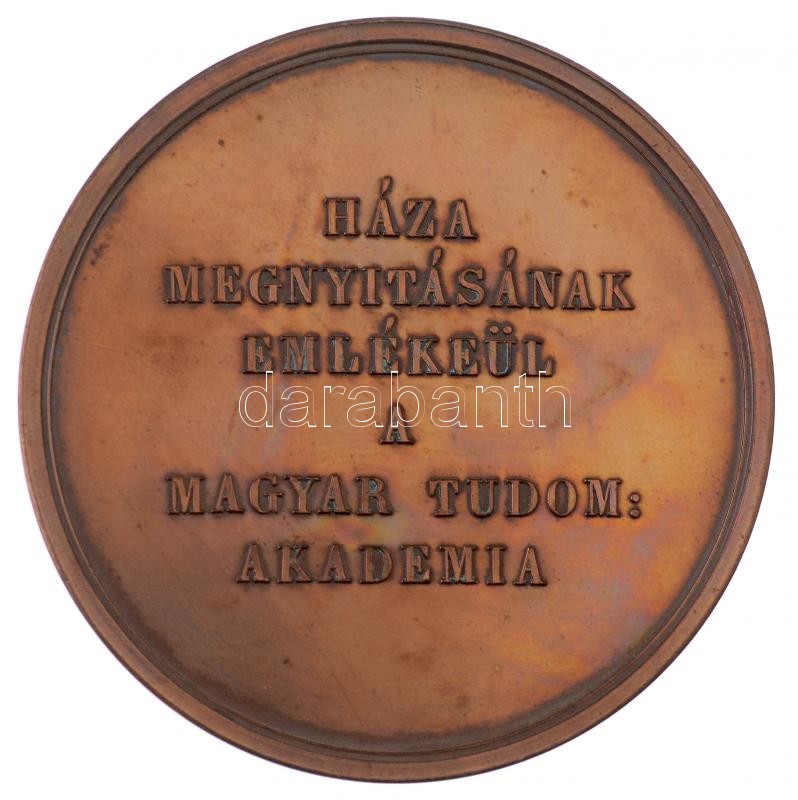 HÁZA
MEGNYITÁSÁNAK
EMLÉKEÜL
darabanth
A
MAGYAR TUDOM:
AKADEMIA